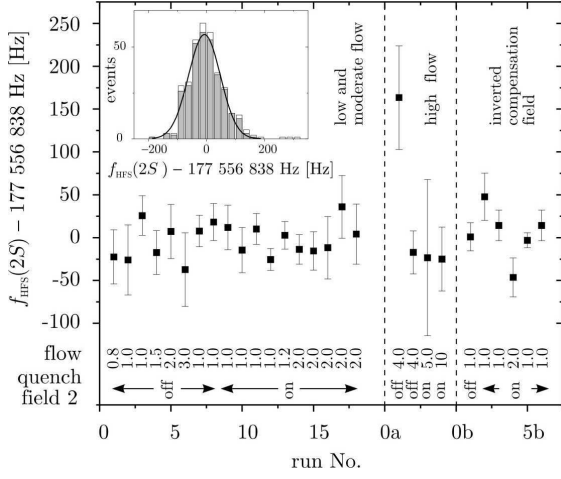 250
200
150
100
50
0
-50
-100
f_HFS(2S) − 177 556 838 Hz [Hz]
50
0
events
-200
0
200
f_HFS(2S) − 177 556 838 Hz [Hz]
low and
moderate flow
high flow
inverted
compensation
field
flow
0.8 1.0 1.0 1.5 2.0 3.0 1.0 1.0 1.0 1.0 1.0 1.0 1.2 2.0 2.0 2.0 2.0 2.0 4.0 4.0 5.0 10 1.0 1.0 1.0 2.0 1.0 1.0
quench
field 2
off on off off on on off on
0 5 10 15 0a 0b 5b
run No.